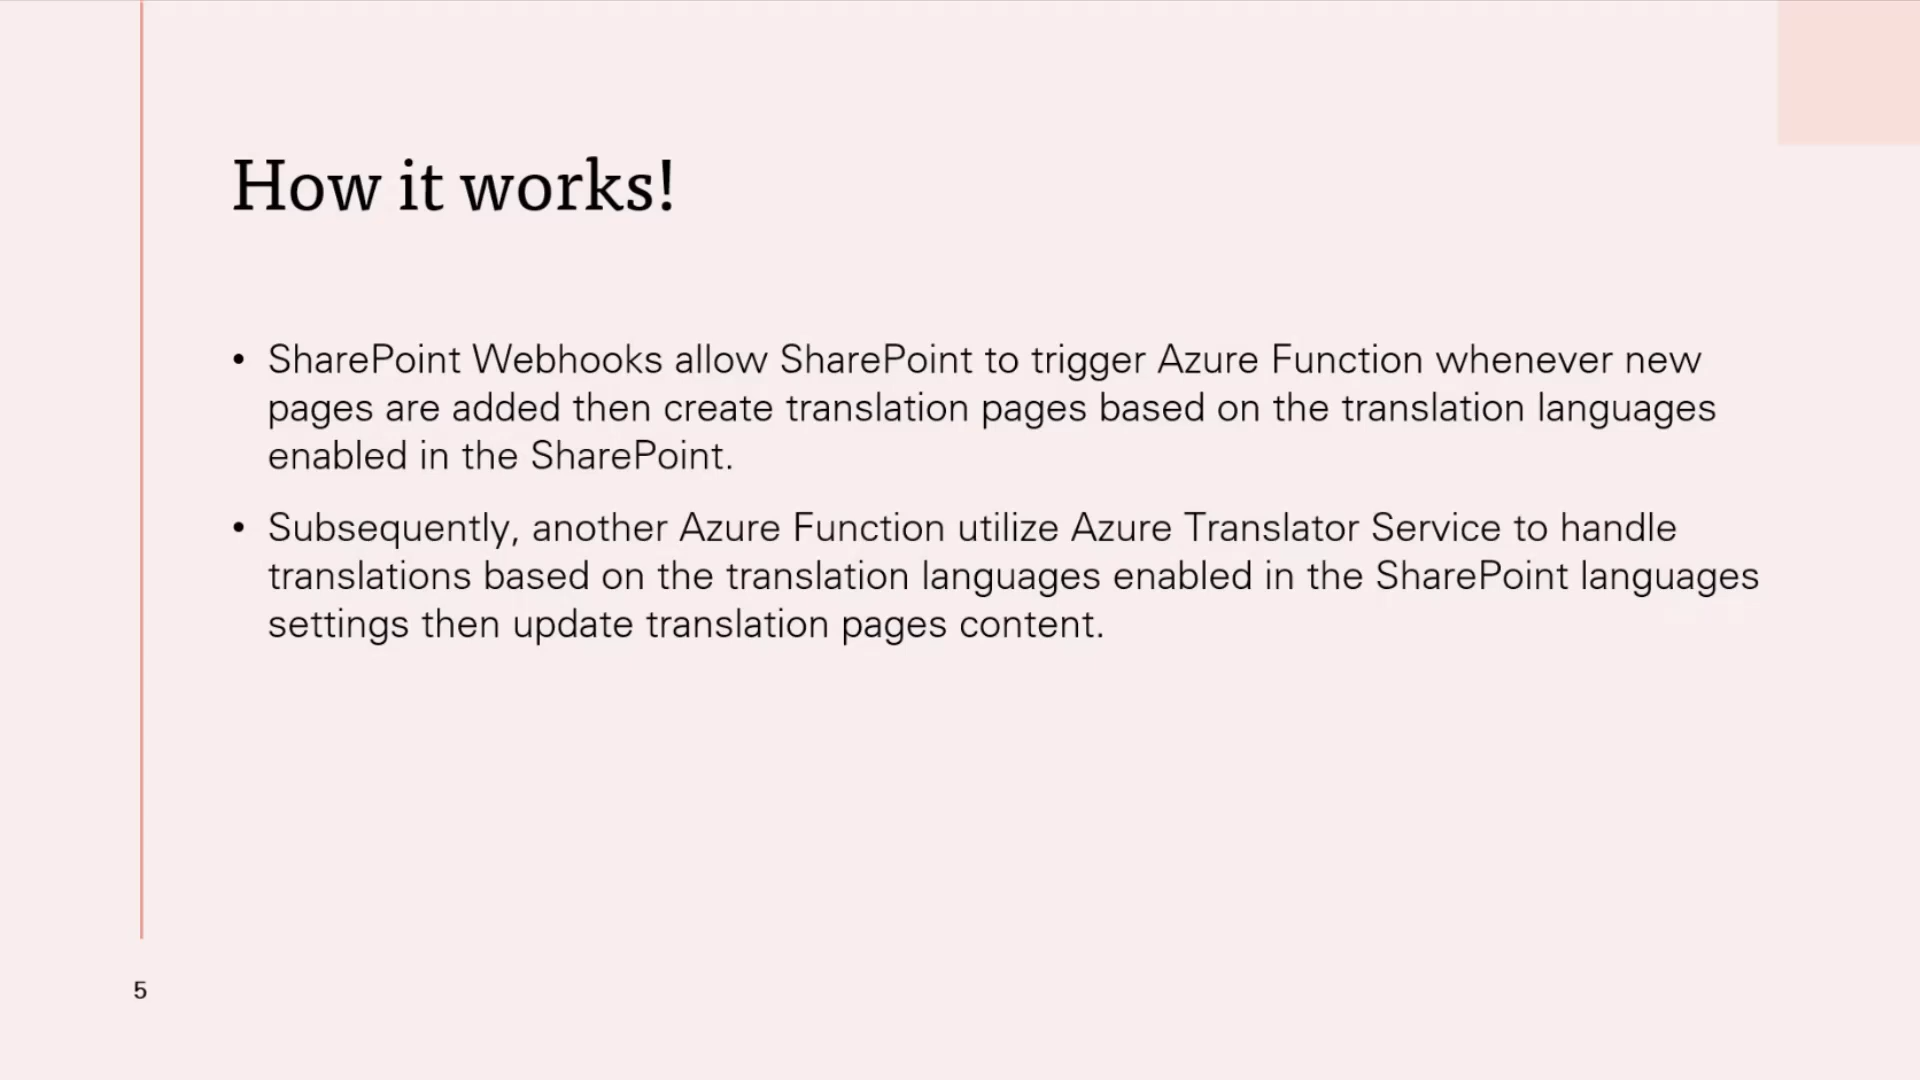 How it works!
• SharePoint Webhooks allow SharePoint to trigger Azure Function whenever new
pages are added then create translation pages based on the translation languages
enabled in the SharePoint.
• Subsequently, another Azure Function utilize Azure Translator Service to handle
translations based on the translation languages enabled in the SharePoint languages
settings then update translation pages content.
5